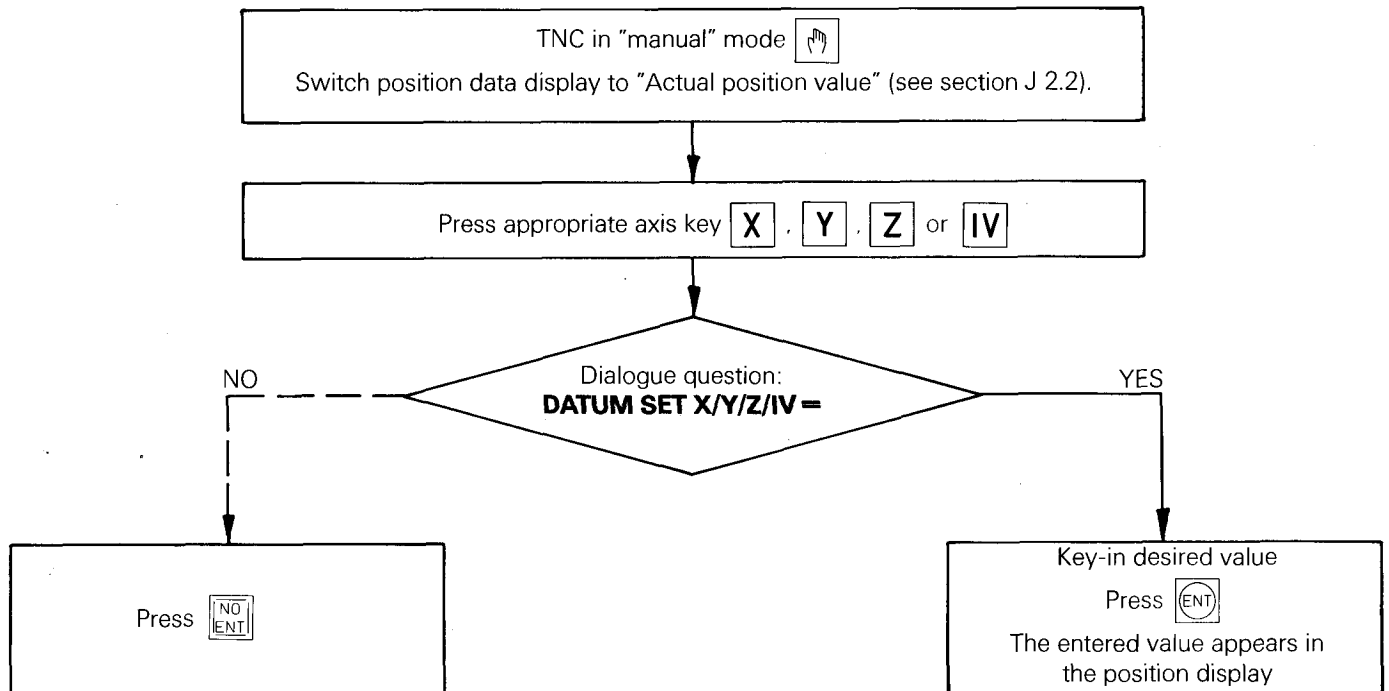 TNC in "manual" mode
Switch position data display to "Actual position value" (see section J 2.2).
Press appropriate axis key X , Y , Z or IV
Dialogue question:
DATUM SET X/Y/Z/IV =
NO
YES
Press NO ENT
Key-in desired value
Press ENT
The entered value appears in
the position display